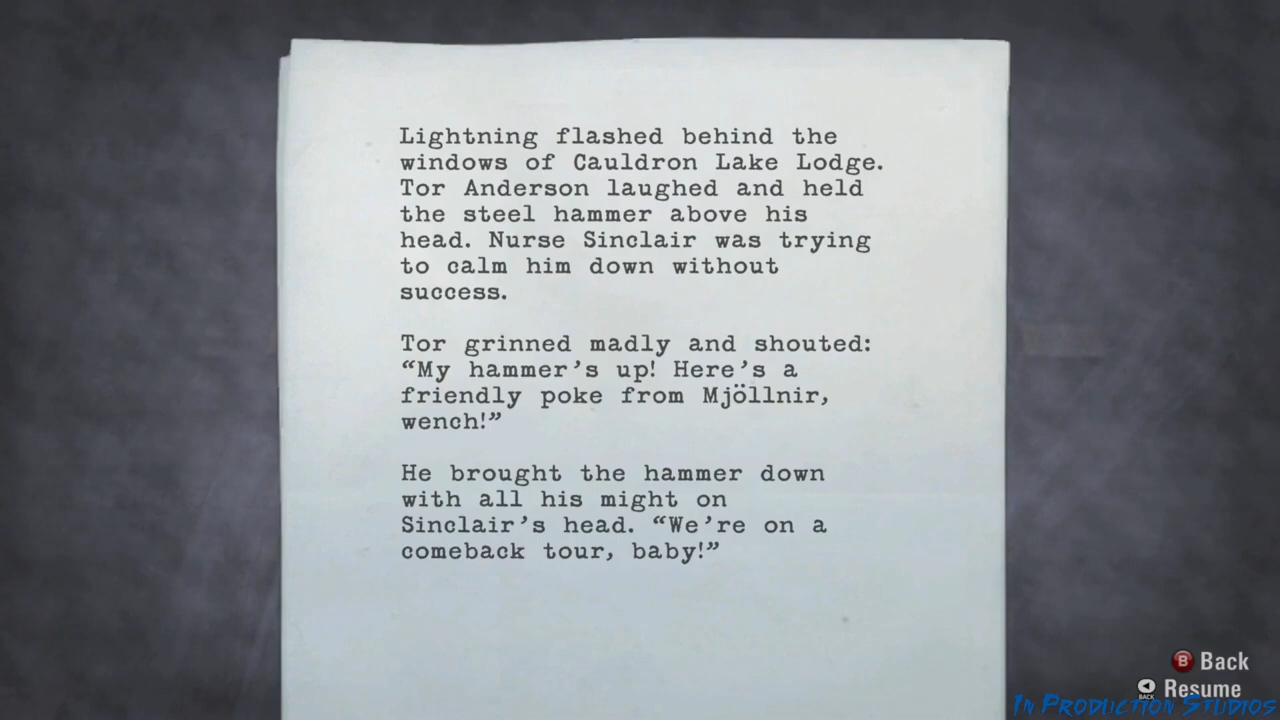 Lightning flashed behind the
windows of Cauldron Lake Lodge.
Tor Anderson laughed and held
the steel hammer above his
head. Nurse Sinclair was trying
to calm him down without
success.
Tor grinned madly and shouted:
“My hammer’s up! Here’s a
friendly poke from Mjöllnir,
wench!”
He brought the hammer down
with all his might on
Sinclair’s head. “We’re on a
comeback tour, baby!”
B Back
BACK Resume
In Production Studios